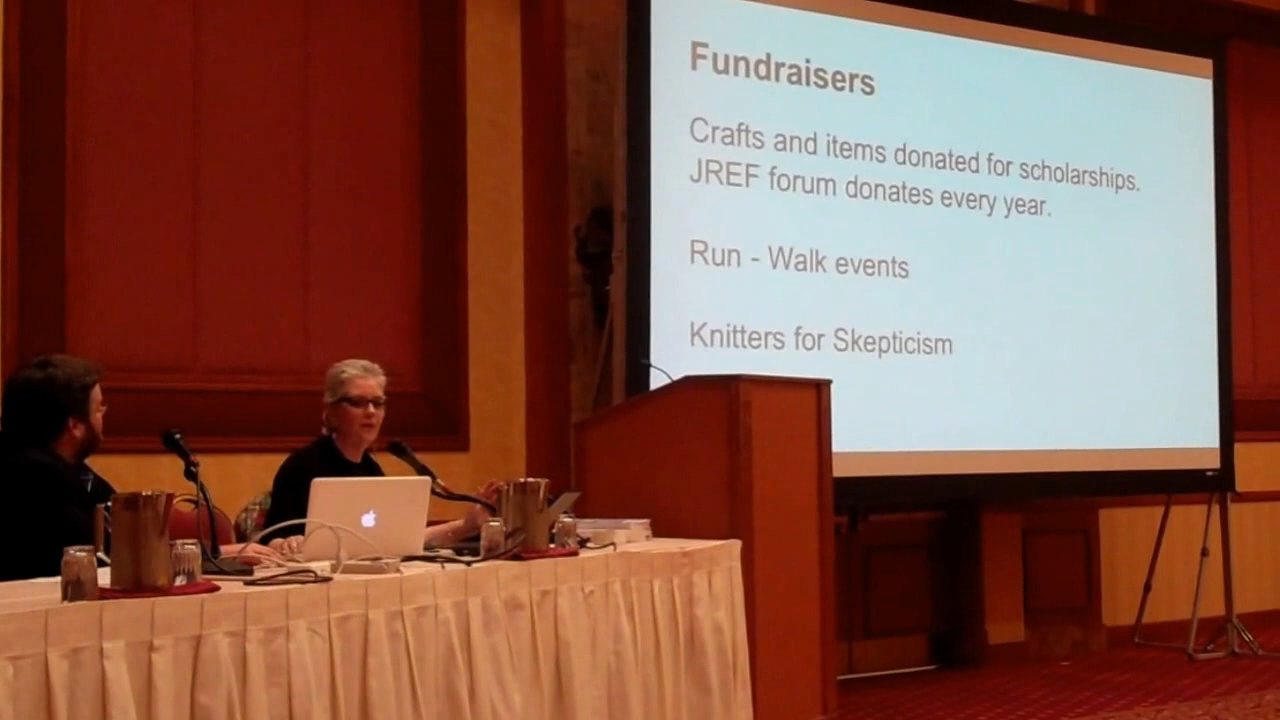 Fundraisers
Crafts and items donated for scholarships.
JREF forum donates every year.
Run - Walk events
Knitters for Skepticism